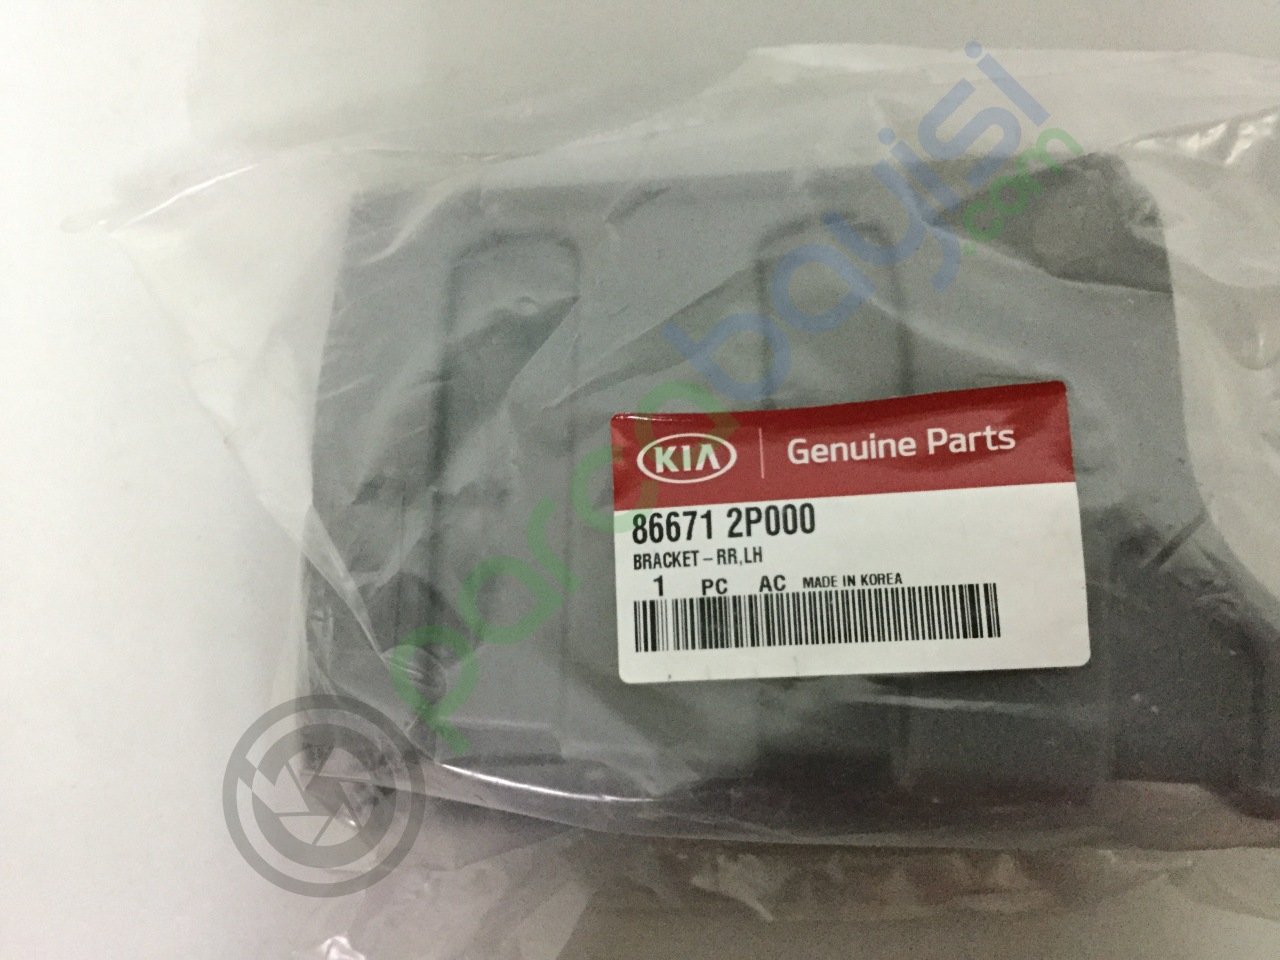 parcabayisi
.com
KIA Genuine Parts
86671 2P000
BRACKET-RR,LH
1 PC AC MADE IN KOREA